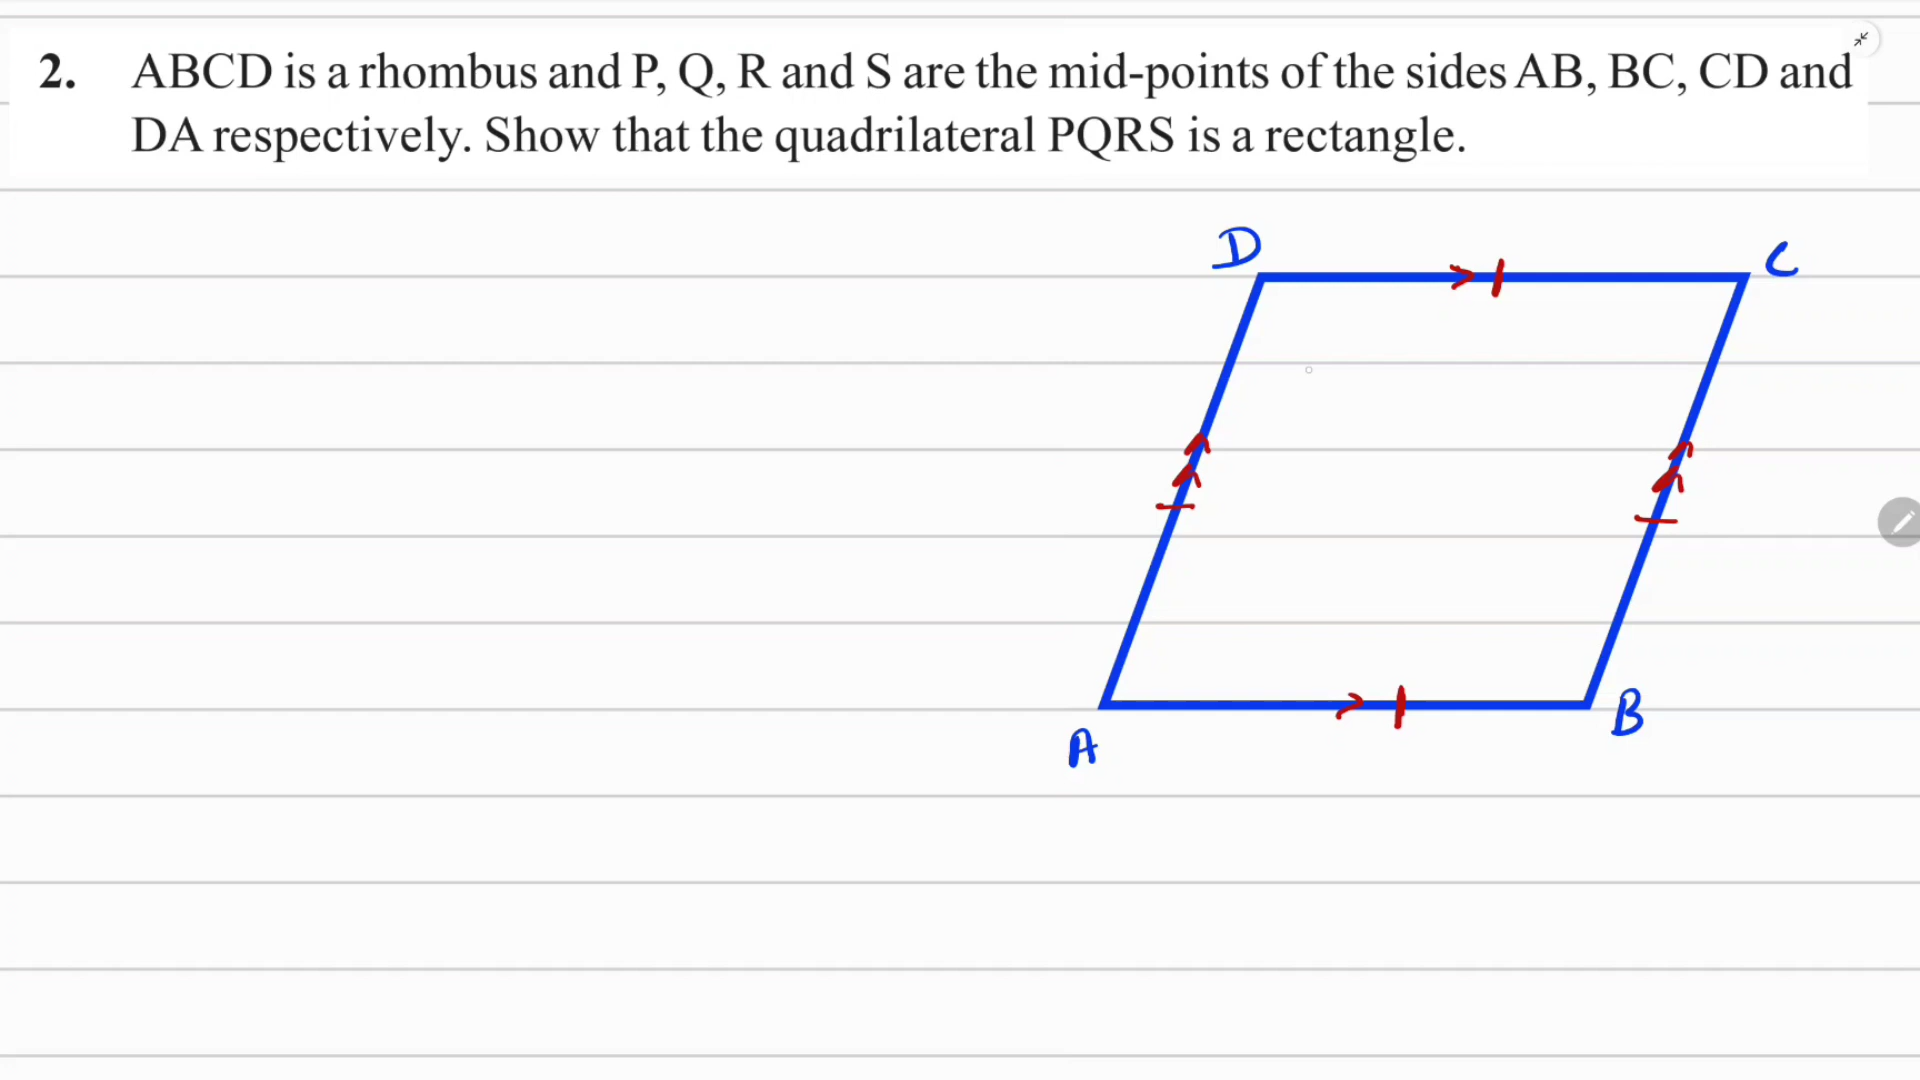 2. ABCD is a rhombus and P, Q, R and S are the mid-points of the sides AB, BC, CD and
DA respectively. Show that the quadrilateral PQRS is a rectangle.
D
C
A
B